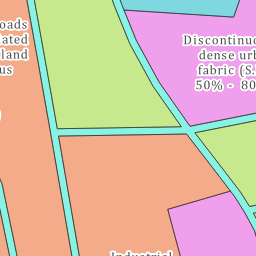 oads
ated
land
us
Discontinuo
dense urb
fabric (S.
50% - 80
Industrial